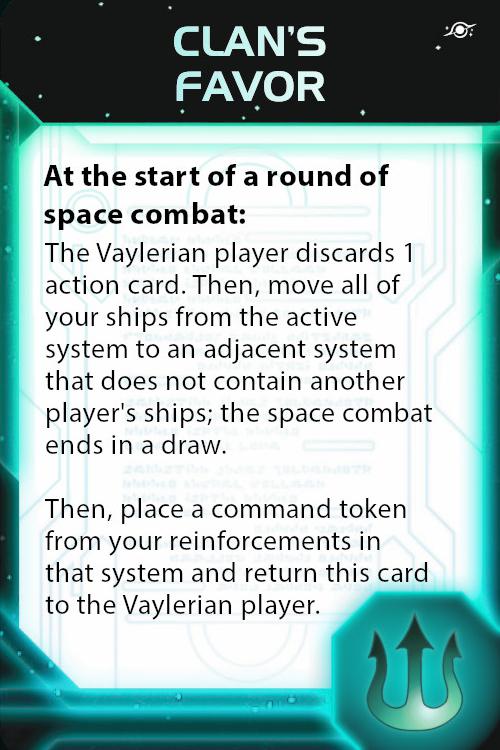 CLAN'S
FAVOR
At the start of a round of
space combat:
The Vaylerian player discards 1
action card. Then, move all of
your ships from the active
system to an adjacent system
that does not contain another
player's ships; the space combat
ends in a draw.
Then, place a command token
from your reinforcements in
that system and return this card
to the Vaylerian player.